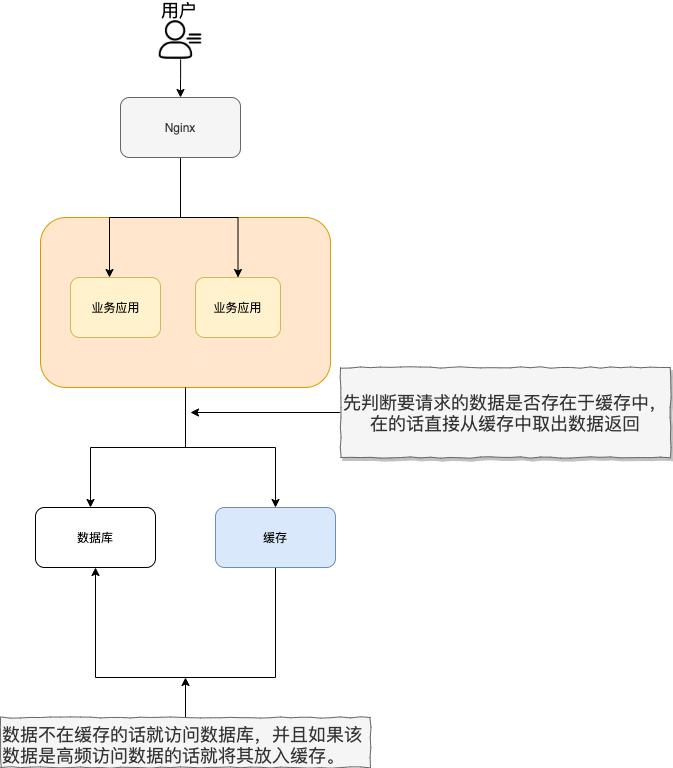 用户
Nginx
业务应用
业务应用
先判断要请求的数据是否存在于缓存中，
在的话直接从缓存中取出数据返回
数据库
缓存
数据不在缓存的话就访问数据库，并且如果该
数据是高频访问数据的话就将其放入缓存。